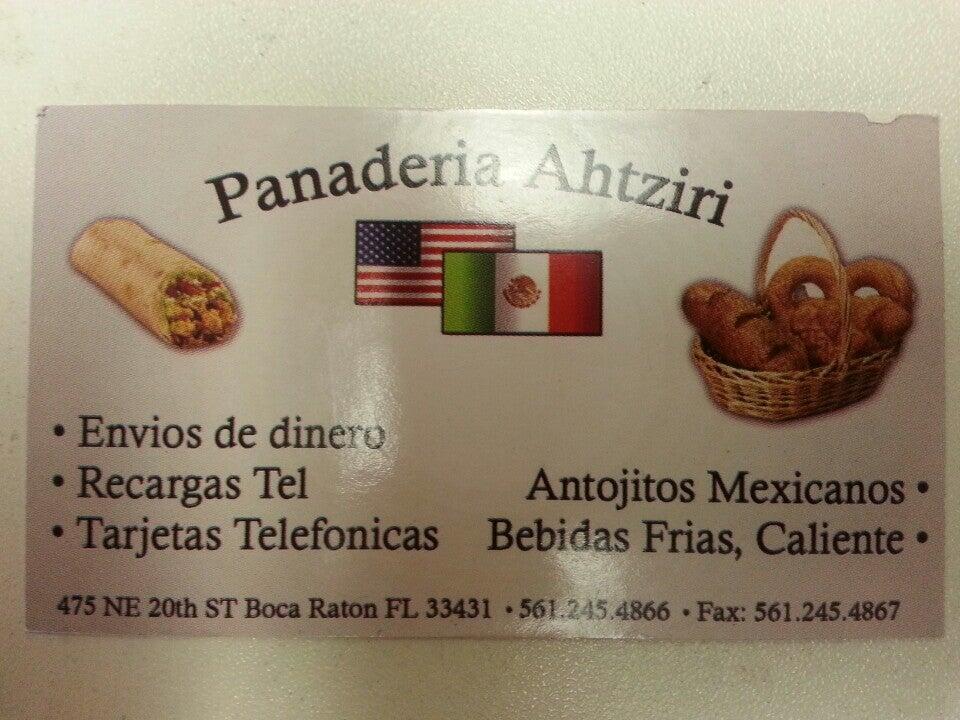 Panaderia Ahtziri
• Envios de dinero
• Recargas Tel
• Tarjetas Telefonicas
Antojitos Mexicanos •
Bebidas Frias, Caliente •
475 NE 20th ST Boca Raton FL 33431 • 561.245.4866 • Fax: 561.245.4867